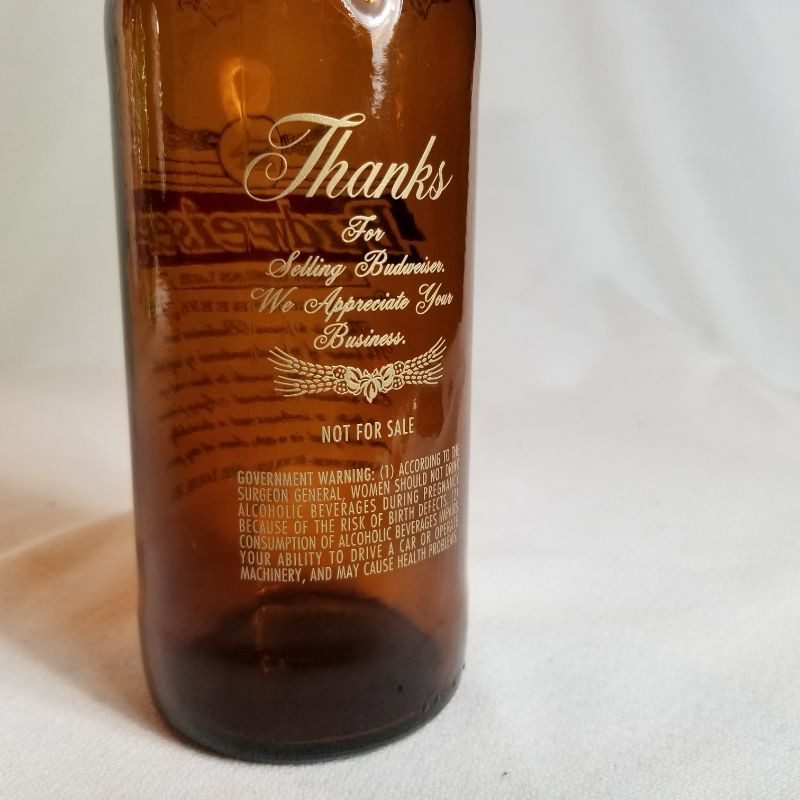 Thanks
For
Selling Budweiser.
We Appreciate Your
Business.
NOT FOR SALE
GOVERNMENT WARNING: (1) ACCORDING TO THE
SURGEON GENERAL, WOMEN SHOULD NOT DRINK
ALCOHOLIC BEVERAGES DURING PREGNANCY
BECAUSE OF THE RISK OF BIRTH DEFECTS. (2)
CONSUMPTION OF ALCOHOLIC BEVERAGES IMPAIRS
YOUR ABILITY TO DRIVE A CAR OR OPERATE
MACHINERY, AND MAY CAUSE HEALTH PROBLEMS.
Budweiser